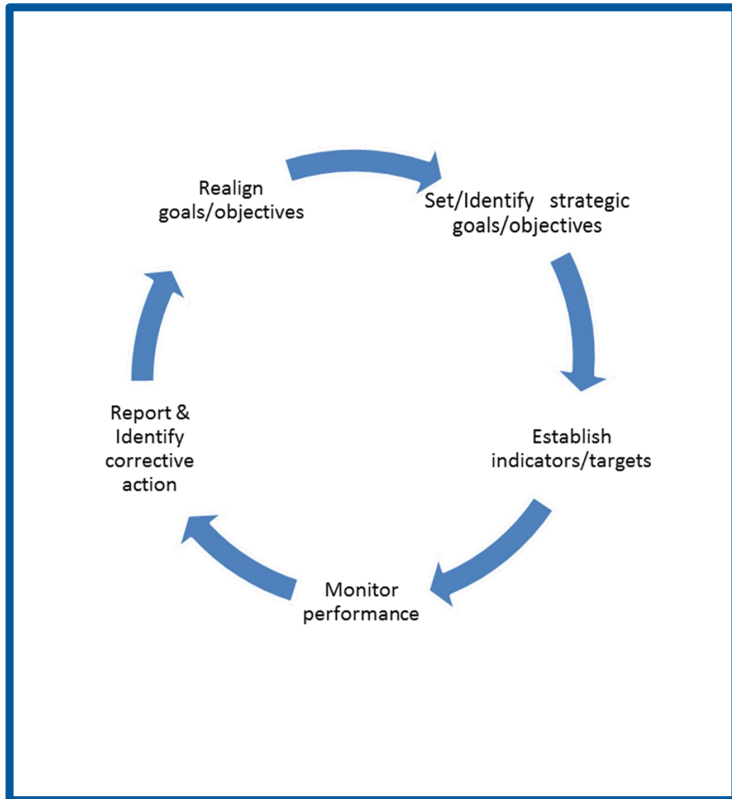 Realign
goals/objectives
Set/Identify strategic
goals/objectives
Establish
indicators/targets
Monitor
performance
Report &
Identify
corrective
action